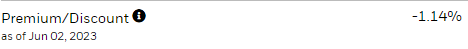 Premium/Discount -1.14%
as of Jun 02, 2023